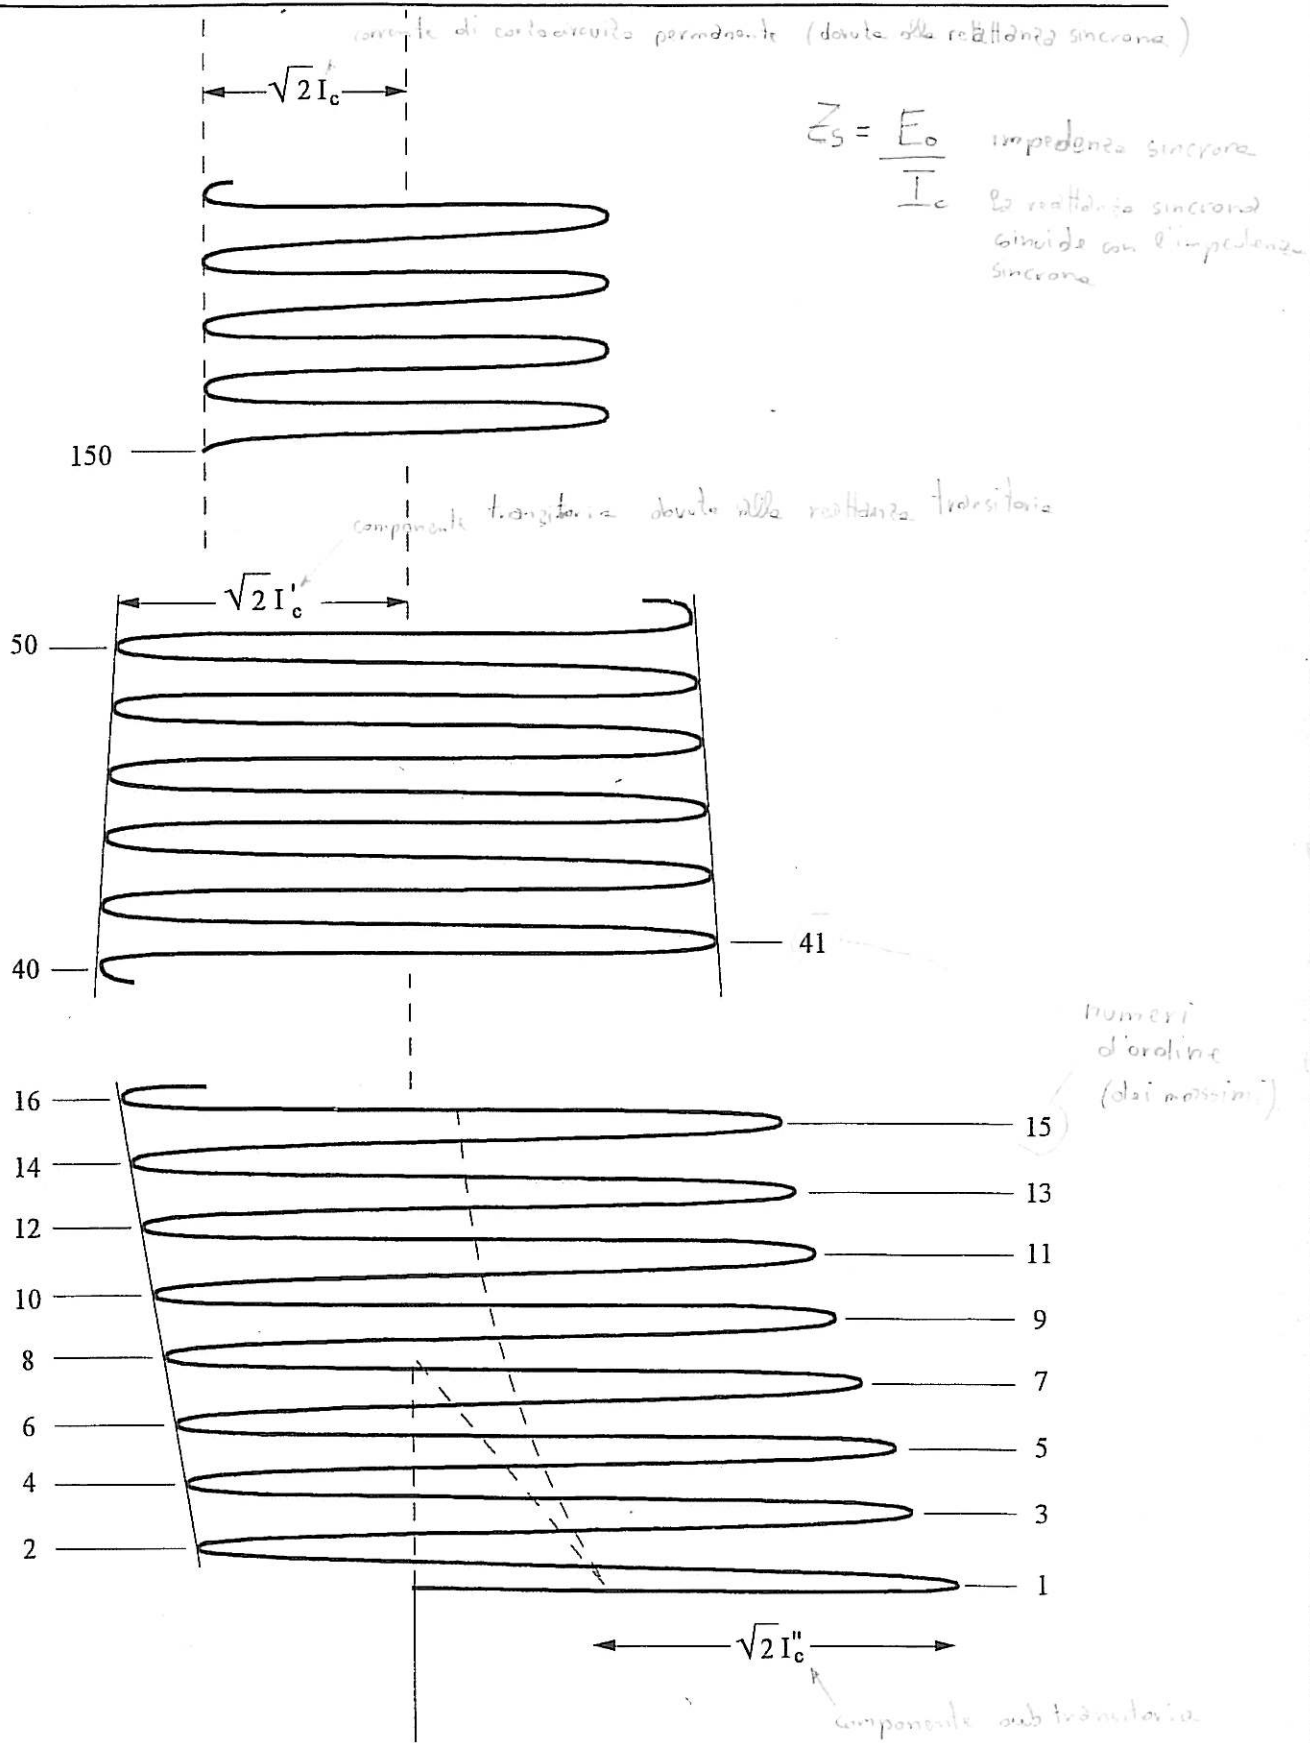 corrente di cortocircuito permanente (dovuta alla reattanza sincrona)
√2 I_c
Z_s = E_0 / I_c impedenza sincrona
la reattanza sincrona
coincide con l'impedenza
sincrona
150
componente transitoria dovuta alla reattanza transitoria
√2 I'_c
50
41
40
numeri
d'ordine
(dei massimi)
16
15
14
13
12
11
10
9
8
7
6
5
4
3
2
1
√2 I''_c
componente subtransitoria